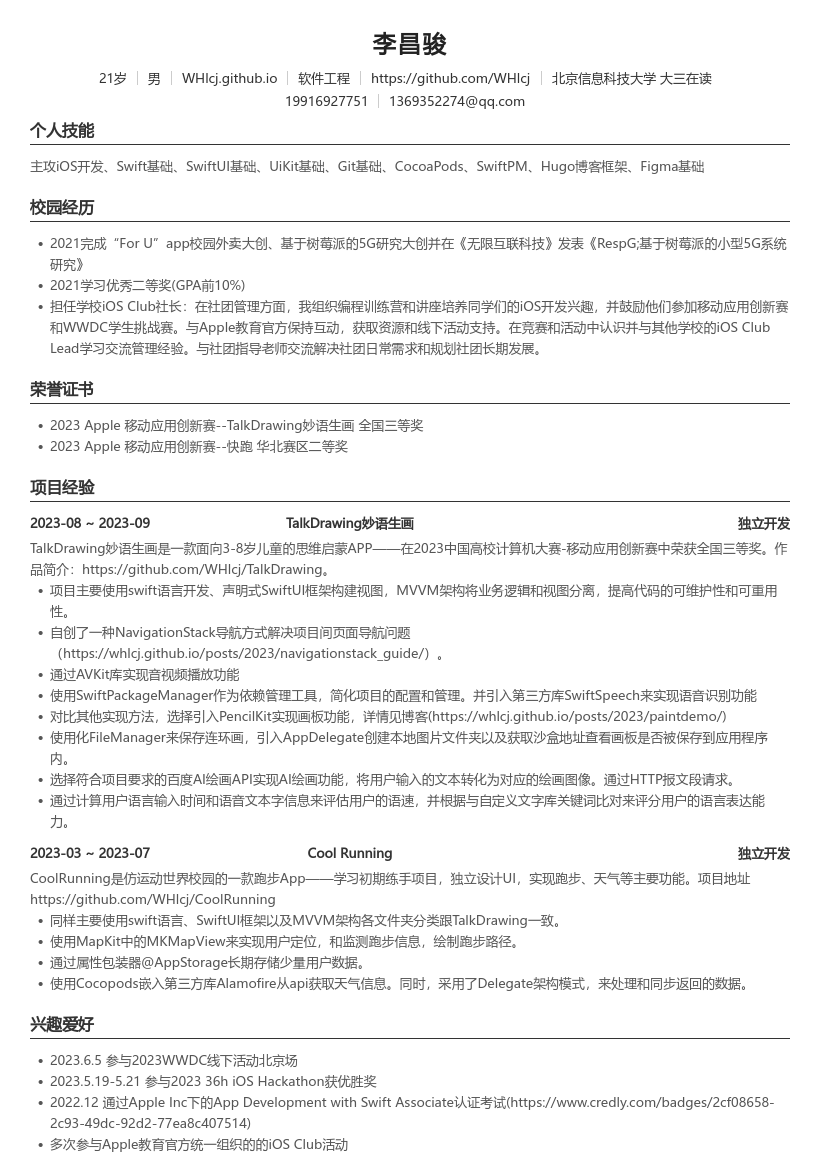 李昌骏
21岁 男 WHlcj.github.io 软件工程 https://github.com/WHlcj 北京信息科技大学 大三在读
19916927751 1369352274@qq.com
个人技能
主攻iOS开发、Swift基础、SwiftUI基础、UiKit基础、Git基础、CocoaPods、SwiftPM、Hugo博客框架、Figma基础
校园经历
• 2021完成“For U”app校园外卖大创、基于树莓派的5G研究大创并在《无限互联科技》发表《RespG;基于树莓派的小型5G系统
研究》
• 2021学习优秀二等奖(GPA前10%)
• 担任学校iOS Club社长：在社团管理方面，我组织编程训练营和讲座培养同学们的iOS开发兴趣，并鼓励他们参加移动应用创新赛
和WWDC学生挑战赛。与Apple教育官方保持互动，获取资源和线下活动支持。在竞赛和活动中认识并与其他学校的iOS Club
Lead学习交流管理经验。与社团指导老师交流解决社团日常需求和规划社团长期发展。
荣誉证书
• 2023 Apple 移动应用创新赛--TalkDrawing妙语生画 全国三等奖
• 2023 Apple 移动应用创新赛--快跑 华北赛区二等奖
项目经验
2023-08 ~ 2023-09 TalkDrawing妙语生画 独立开发
TalkDrawing妙语生画是一款面向3-8岁儿童的思维启蒙APP——在2023中国高校计算机大赛-移动应用创新赛中荣获全国三等奖。作
品简介：https://github.com/WHlcj/TalkDrawing。
• 项目主要使用swift语言开发、声明式SwiftUI框架构建视图，MVVM架构将业务逻辑和视图分离，提高代码的可维护性和可重用
性。
• 自创了一种NavigationStack导航方式解决项目间页面导航问题
（https://whlcj.github.io/posts/2023/navigationstack_guide/）。
• 通过AVKit库实现音视频播放功能
• 使用SwiftPackageManager作为依赖管理工具，简化项目的配置和管理。并引入第三方库SwiftSpeech来实现语音识别功能
• 对比其他实现方法，选择引入PencilKit实现画板功能，详情见博客(https://whlcj.github.io/posts/2023/paintdemo/)
• 使用化FileManager来保存连环画，引入AppDelegate创建本地图片文件夹以及获取沙盒地址查看画板是否被保存到应用程序
内。
• 选择符合项目要求的百度AI绘画API实现AI绘画功能，将用户输入的文本转化为对应的绘画图像。通过HTTP报文段请求。
• 通过计算用户语言输入时间和语音文本字信息来评估用户的语速，并根据与自定义文字库关键词比对来评分用户的语言表达能
力。
2023-03 ~ 2023-07 Cool Running 独立开发
CoolRunning是仿运动世界校园的一款跑步App——学习初期练手项目，独立设计UI，实现跑步、天气等主要功能。项目地址
https://github.com/WHlcj/CoolRunning
• 同样主要使用swift语言、SwiftUI框架以及MVVM架构各文件夹分类跟TalkDrawing一致。
• 使用MapKit中的MKMapView来实现用户定位，和监测跑步信息，绘制跑步路径。
• 通过属性包装器@AppStorage长期存储少量用户数据。
• 使用Cocopods嵌入第三方库Alamofire从api获取天气信息。同时，采用了Delegate架构模式，来处理和同步返回的数据。
兴趣爱好
• 2023.6.5 参与2023WWDC线下活动北京场
• 2023.5.19-5.21 参与2023 36h iOS Hackathon获优胜奖
• 2022.12 通过Apple Inc下的App Development with Swift Associate认证考试(https://www.credly.com/badges/2cf08658-
2c93-49dc-92d2-77ea8c407514)
• 多次参与Apple教育官方统一组织的的iOS Club活动